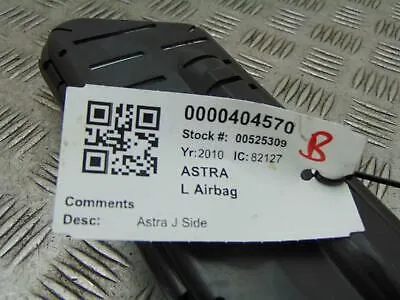 0000404570
Stock #: 00525309
Yr: 2010 IC: 82127
ASTRA
L Airbag
B
Comments
Desc: Astra J Side